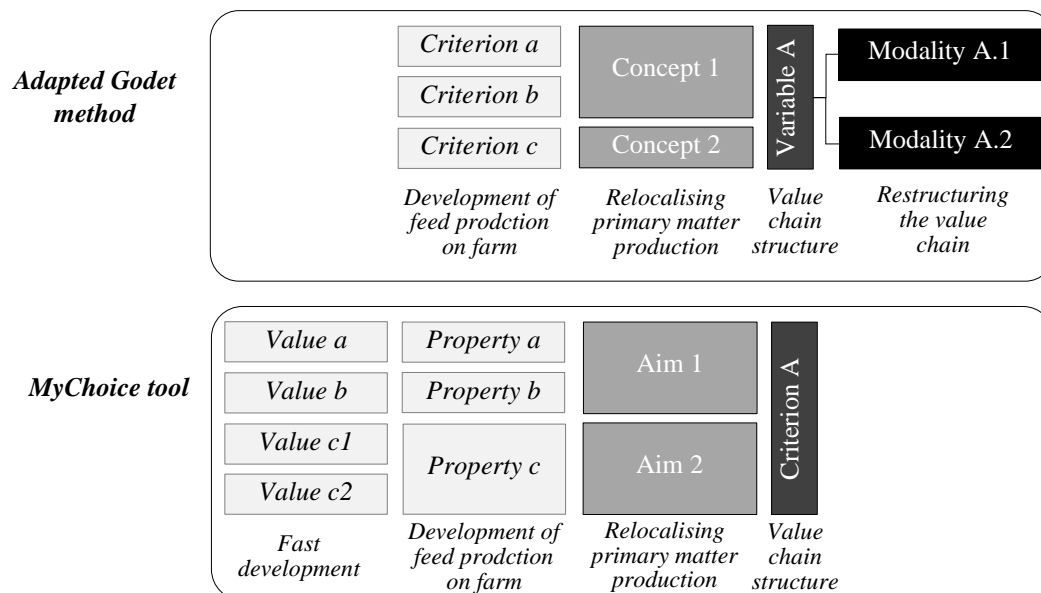 Adapted Godet
method
Criterion a
Criterion b
Criterion c
Concept 1
Concept 2
Variable A
Modality A.1
Modality A.2
Development of
feed prodction
on farm
Relocalising
primary matter
production
Value
chain
structure
Restructuring
the value
chain
MyChoice tool
Value a
Value b
Value c1
Value c2
Property a
Property b
Property c
Aim 1
Aim 2
Criterion A
Fast
development
Development of
feed prodction
on farm
Relocalising
primary matter
production
Value
chain
structure